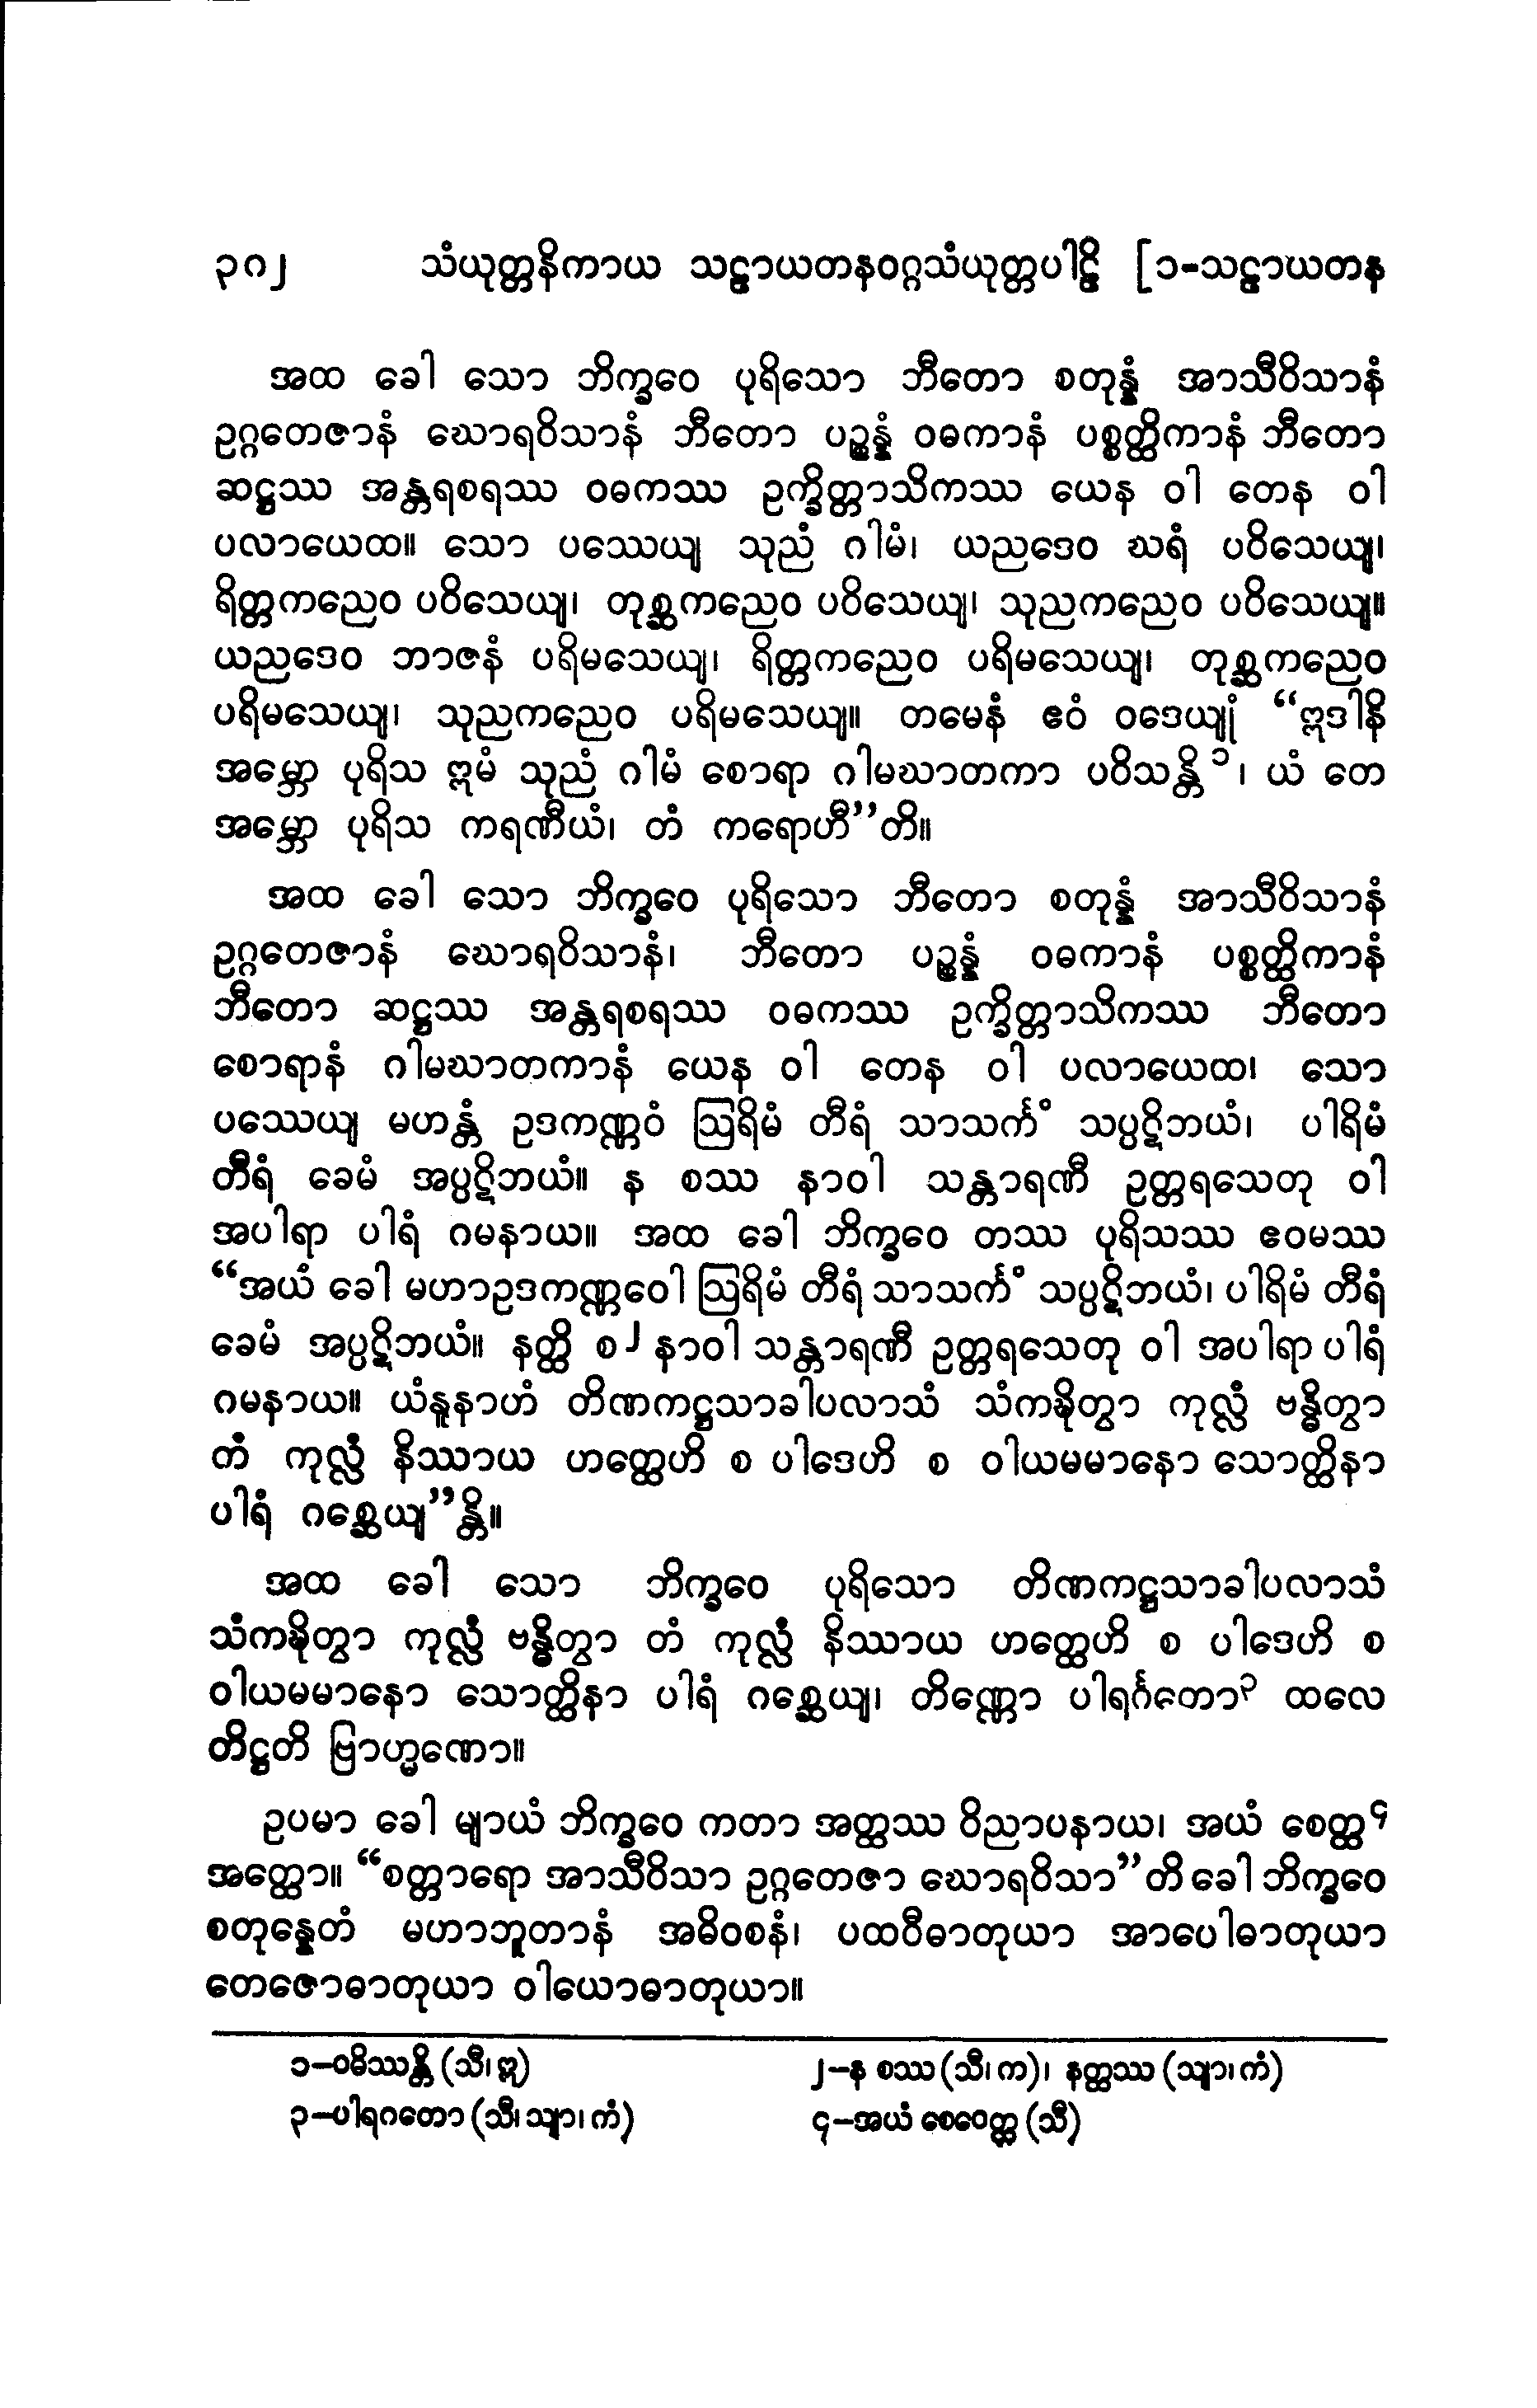 ၃၈၂ သံယုတ္တနိကာယ သဠာယတနဝဂ္ဂသံယုတ္တပါဠိ [၁-သဠာယတန
အထ ခေါ သော ဘိက္ခဝေ ပုရိသော ဘီတော စတုန္နံ အာသီဝိသာနံ
ဥဂ္ဂတေဇာနံ ဃောရဝိသာနံ ဘီတော ပဉ္စန္နံ ဝဓကာနံ ပစ္စတ္ထိကာနံ ဘီတော
ဆဋ္ဌဿ အန္တရစရဿ ဝဓကဿ ဥက္ခိတ္တာသိကဿ ယေန ဝါ တေန ဝါ
ပလာယေထ။ သော ပဿေယျ သုညံ ဂါမံ၊ ယညဒေဝ ဃရံ ပဝိသေယျ၊
ရိတ္တကညေဝ ပဝိသေယျ၊ တုစ္ဆကညေဝ ပဝိသေယျ၊ သုညကညေဝ ပဝိသေယျ။
ယညဒေဝ ဘာဇနံ ပရိမသေယျ၊ ရိတ္တကညေဝ ပရိမသေယျ၊ တုစ္ဆကညေဝ
ပရိမသေယျ၊ သုညကညေဝ ပရိမသေယျ။ တမေနံ ဧဝံ ဝဒေယျုံ “ဣဒါနိ
အမ္ဘော ပုရိသ ဣမံ သုညံ ဂါမံ စောရာ ဂါမဃာတကာ ပဝိသန္တိ၁၊ ယံ တေ
အမ္ဘော ပုရိသ ကရဏီယံ၊ တံ ကရောဟီ”တိ။
အထ ခေါ သော ဘိက္ခဝေ ပုရိသော ဘီတော စတုန္နံ အာသီဝိသာနံ
ဥဂ္ဂတေဇာနံ ဃောရဝိသာနံ၊ ဘီတော ပဉ္စန္နံ ဝဓကာနံ ပစ္စတ္ထိကာနံ
ဘီတော ဆဋ္ဌဿ အန္တရစရဿ ဝဓကဿ ဥက္ခိတ္တာသိကဿ ဘီတော
စောရာနံ ဂါမဃာတကာနံ ယေန ဝါ တေန ဝါ ပလာယေထ၊ သော
ပဿေယျ မဟန္တံ ဥဒကဏ္ဏဝံ ဩရိမံ တီရံ သာသင်္ကံ သပ္ပဋိဘယံ၊ ပါရိမံ
တီရံ ခေမံ အပ္ပဋိဘယံ။ န စဿ နာဝါ သန္တာရဏီ ဥတ္တရသေတု ဝါ
အပါရာ ပါရံ ဂမနာယ။ အထ ခေါ ဘိက္ခဝေ တဿ ပုရိသဿ ဧဝမဿ
“အယံ ခေါ မဟာဥဒကဏ္ဏဝေါ ဩရိမံ တီရံ သာသင်္ကံ သပ္ပဋိဘယံ၊ ပါရိမံ တီရံ
ခေမံ အပ္ပဋိဘယံ။ နတ္ထိ စ၂ နာဝါ သန္တာရဏီ ဥတ္တရသေတု ဝါ အပါရာ ပါရံ
ဂမနာယ။ ယံနူနာဟံ တိဏကဋ္ဌသာခါပလာသံ သံကဍ္ဎိတွာ ကုလ္လံ ဗန္ဓိတွာ
တံ ကုလ္လံ နိဿာယ ဟတ္ထေဟိ စ ပါဒေဟိ စ ဝါယမမာနော သောတ္ထိနာ
ပါရံ ဂစ္ဆေယျ”န္တိ။
အထ ခေါ သော ဘိက္ခဝေ ပုရိသော တိဏကဋ္ဌသာခါပလာသံ
သံကဍ္ဎိတွာ ကုလ္လံ ဗန္ဓိတွာ တံ ကုလ္လံ နိဿာယ ဟတ္ထေဟိ စ ပါဒေဟိ စ
ဝါယမမာနော သောတ္ထိနာ ပါရံ ဂစ္ဆေယျ၊ တိဏ္ဏော ပါရင်္ဂတော၃ ထလေ
တိဋ္ဌတိ ဗြာဟ္မဏော။
ဥပမာ ခေါ မျာယံ ဘိက္ခဝေ ကတာ အတ္ထဿ ဝိညာပနာယ၊ အယံ စေတ္ထ၄
အတ္ထော။ “စတ္တာရော အာသီဝိသာ ဥဂ္ဂတေဇာ ဃောရဝိသာ”တိ ခေါ ဘိက္ခဝေ
စတုန္နေတံ မဟာဘူတာနံ အဓိဝစနံ၊ ပထဝီဓာတုယာ အာပေါဓာတုယာ
တေဇောဓာတုယာ ဝါယောဓာတုယာ။
၁–ဝဓိဿန္တိ (သီ၊ ဣ) ၂–န စဿ (သီ၊ က)၊ နတ္ထဿ (သျာ၊ ကံ)
၃–ပါရဂတော (သီ၊ သျာ၊ ကံ) ၄–အယံ စေဝေတ္ထ (သီ)